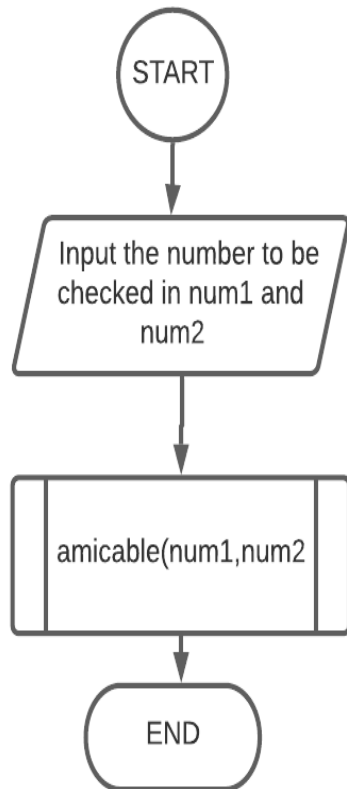 START
Input the number to be
checked in num1 and
num2
amicable(num1,num2
END